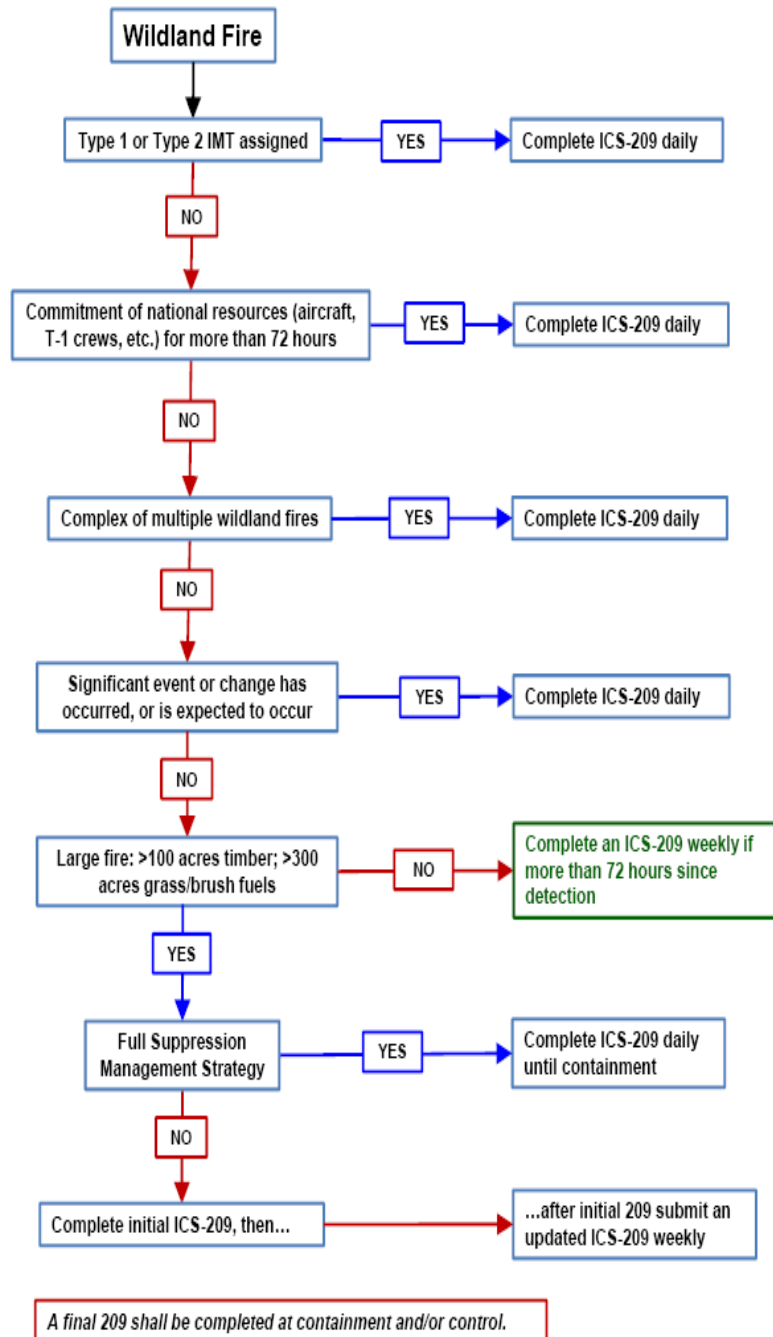 Wildland Fire
Type 1 or Type 2 IMT assigned
YES
Complete ICS-209 daily
NO
Commitment of national resources (aircraft,
T-1 crews, etc.) for more than 72 hours
YES
Complete ICS-209 daily
NO
Complex of multiple wildland fires
YES
Complete ICS-209 daily
NO
Significant event or change has
occurred, or is expected to occur
YES
Complete ICS-209 daily
NO
Large fire: >100 acres timber; >300
acres grass/brush fuels
NO
Complete an ICS-209 weekly if
more than 72 hours since
detection
YES
Full Suppression
Management Strategy
YES
Complete ICS-209 daily
until containment
NO
Complete initial ICS-209, then…
…after initial 209 submit an
updated ICS-209 weekly
A final 209 shall be completed at containment and/or control.